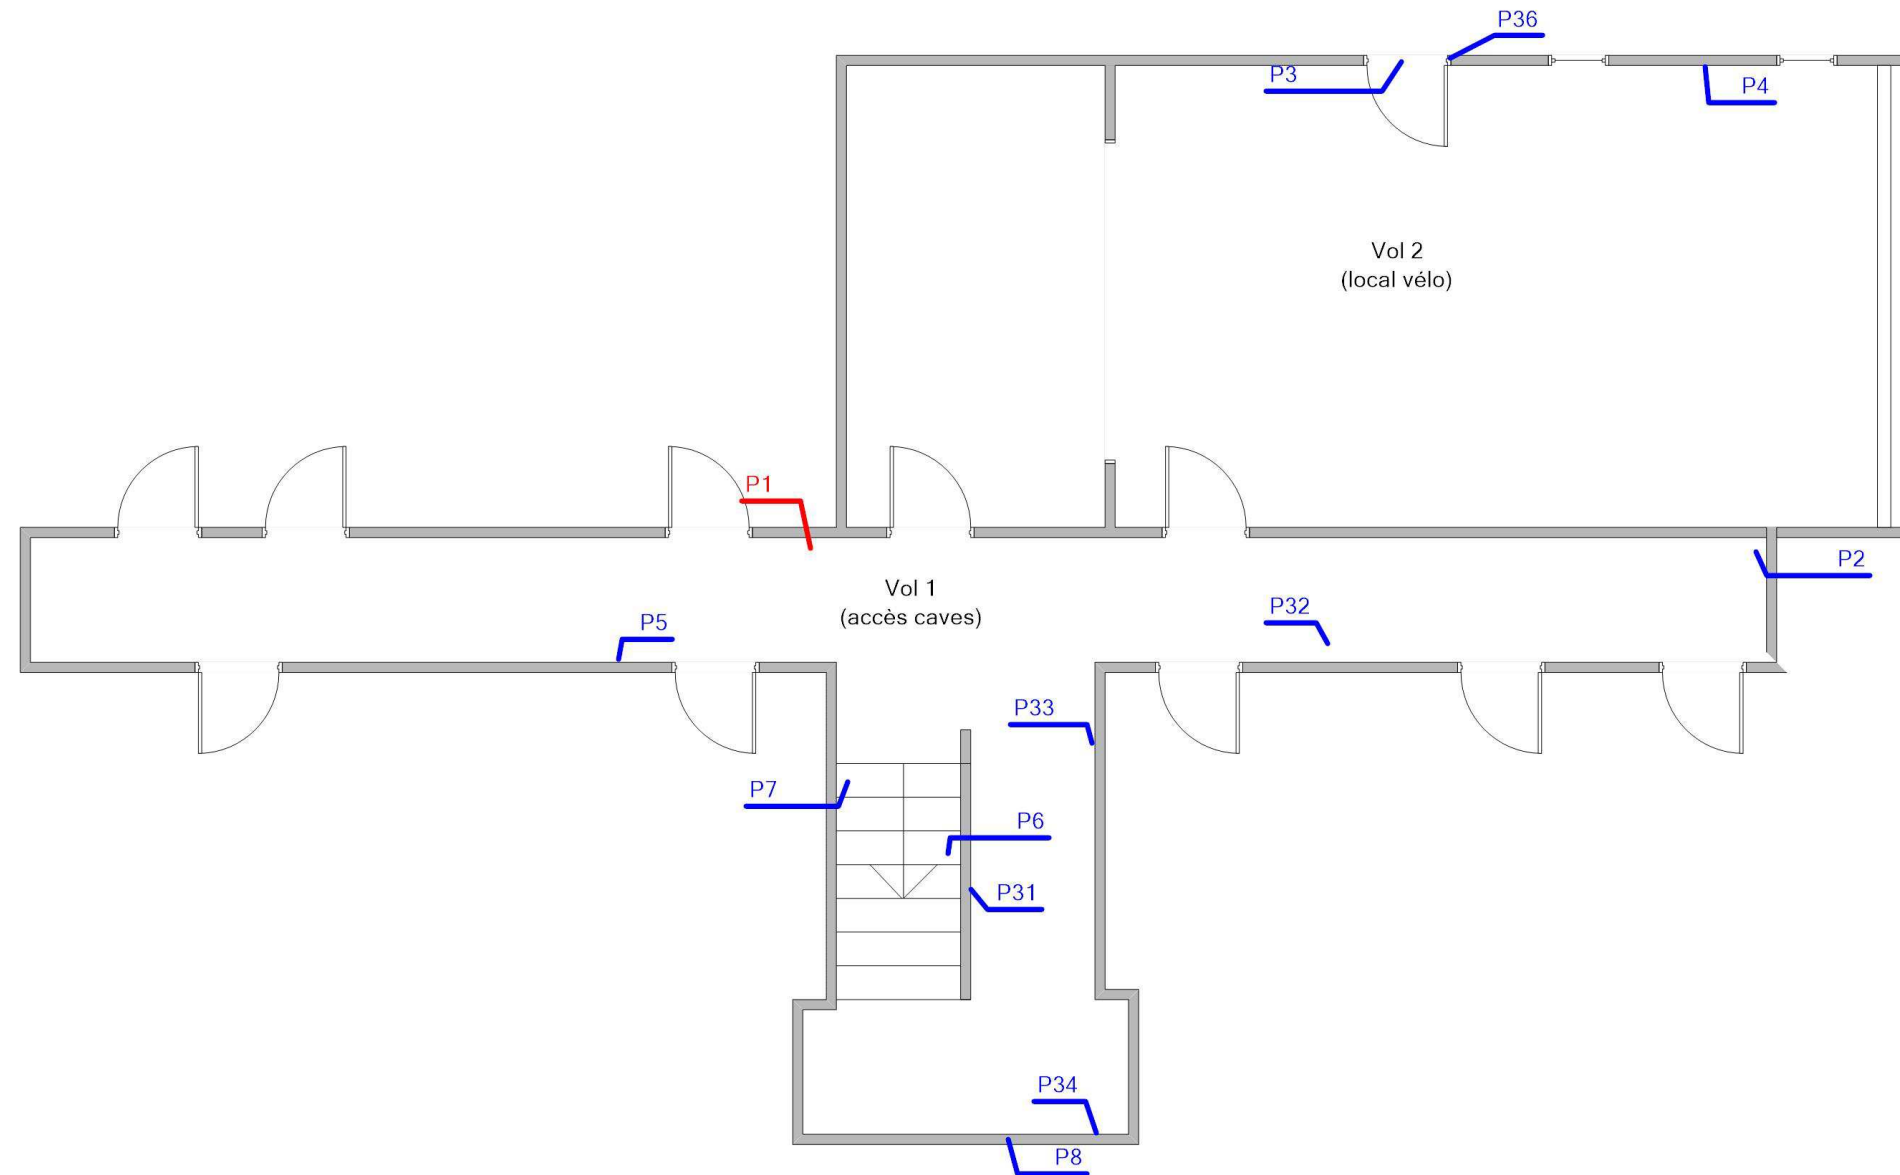 P36
P3
P4
Vol 2
(local vélo)
P1
P2
Vol 1
(accès caves)
P32
P5
P33
P7
P6
P31
P34
P8